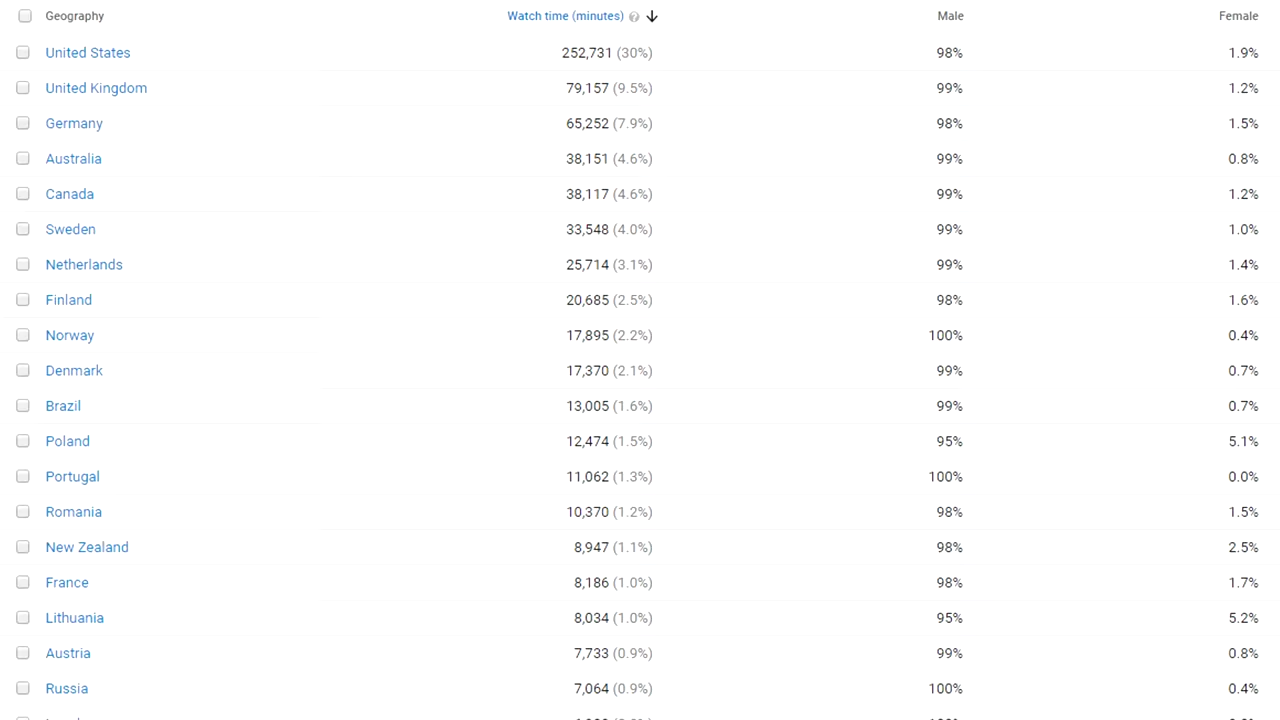 Geography Watch time (minutes) ? ↓ Male Female
United States 252,731 (30%) 98% 1.9%
United Kingdom 79,157 (9.5%) 99% 1.2%
Germany 65,252 (7.9%) 98% 1.5%
Australia 38,151 (4.6%) 99% 0.8%
Canada 38,117 (4.6%) 99% 1.2%
Sweden 33,548 (4.0%) 99% 1.0%
Netherlands 25,714 (3.1%) 99% 1.4%
Finland 20,685 (2.5%) 98% 1.6%
Norway 17,895 (2.2%) 100% 0.4%
Denmark 17,370 (2.1%) 99% 0.7%
Brazil 13,005 (1.6%) 99% 0.7%
Poland 12,474 (1.5%) 95% 5.1%
Portugal 11,062 (1.3%) 100% 0.0%
Romania 10,370 (1.2%) 98% 1.5%
New Zealand 8,947 (1.1%) 98% 2.5%
France 8,186 (1.0%) 98% 1.7%
Lithuania 8,034 (1.0%) 95% 5.2%
Austria 7,733 (0.9%) 99% 0.8%
Russia 7,064 (0.9%) 100% 0.4%